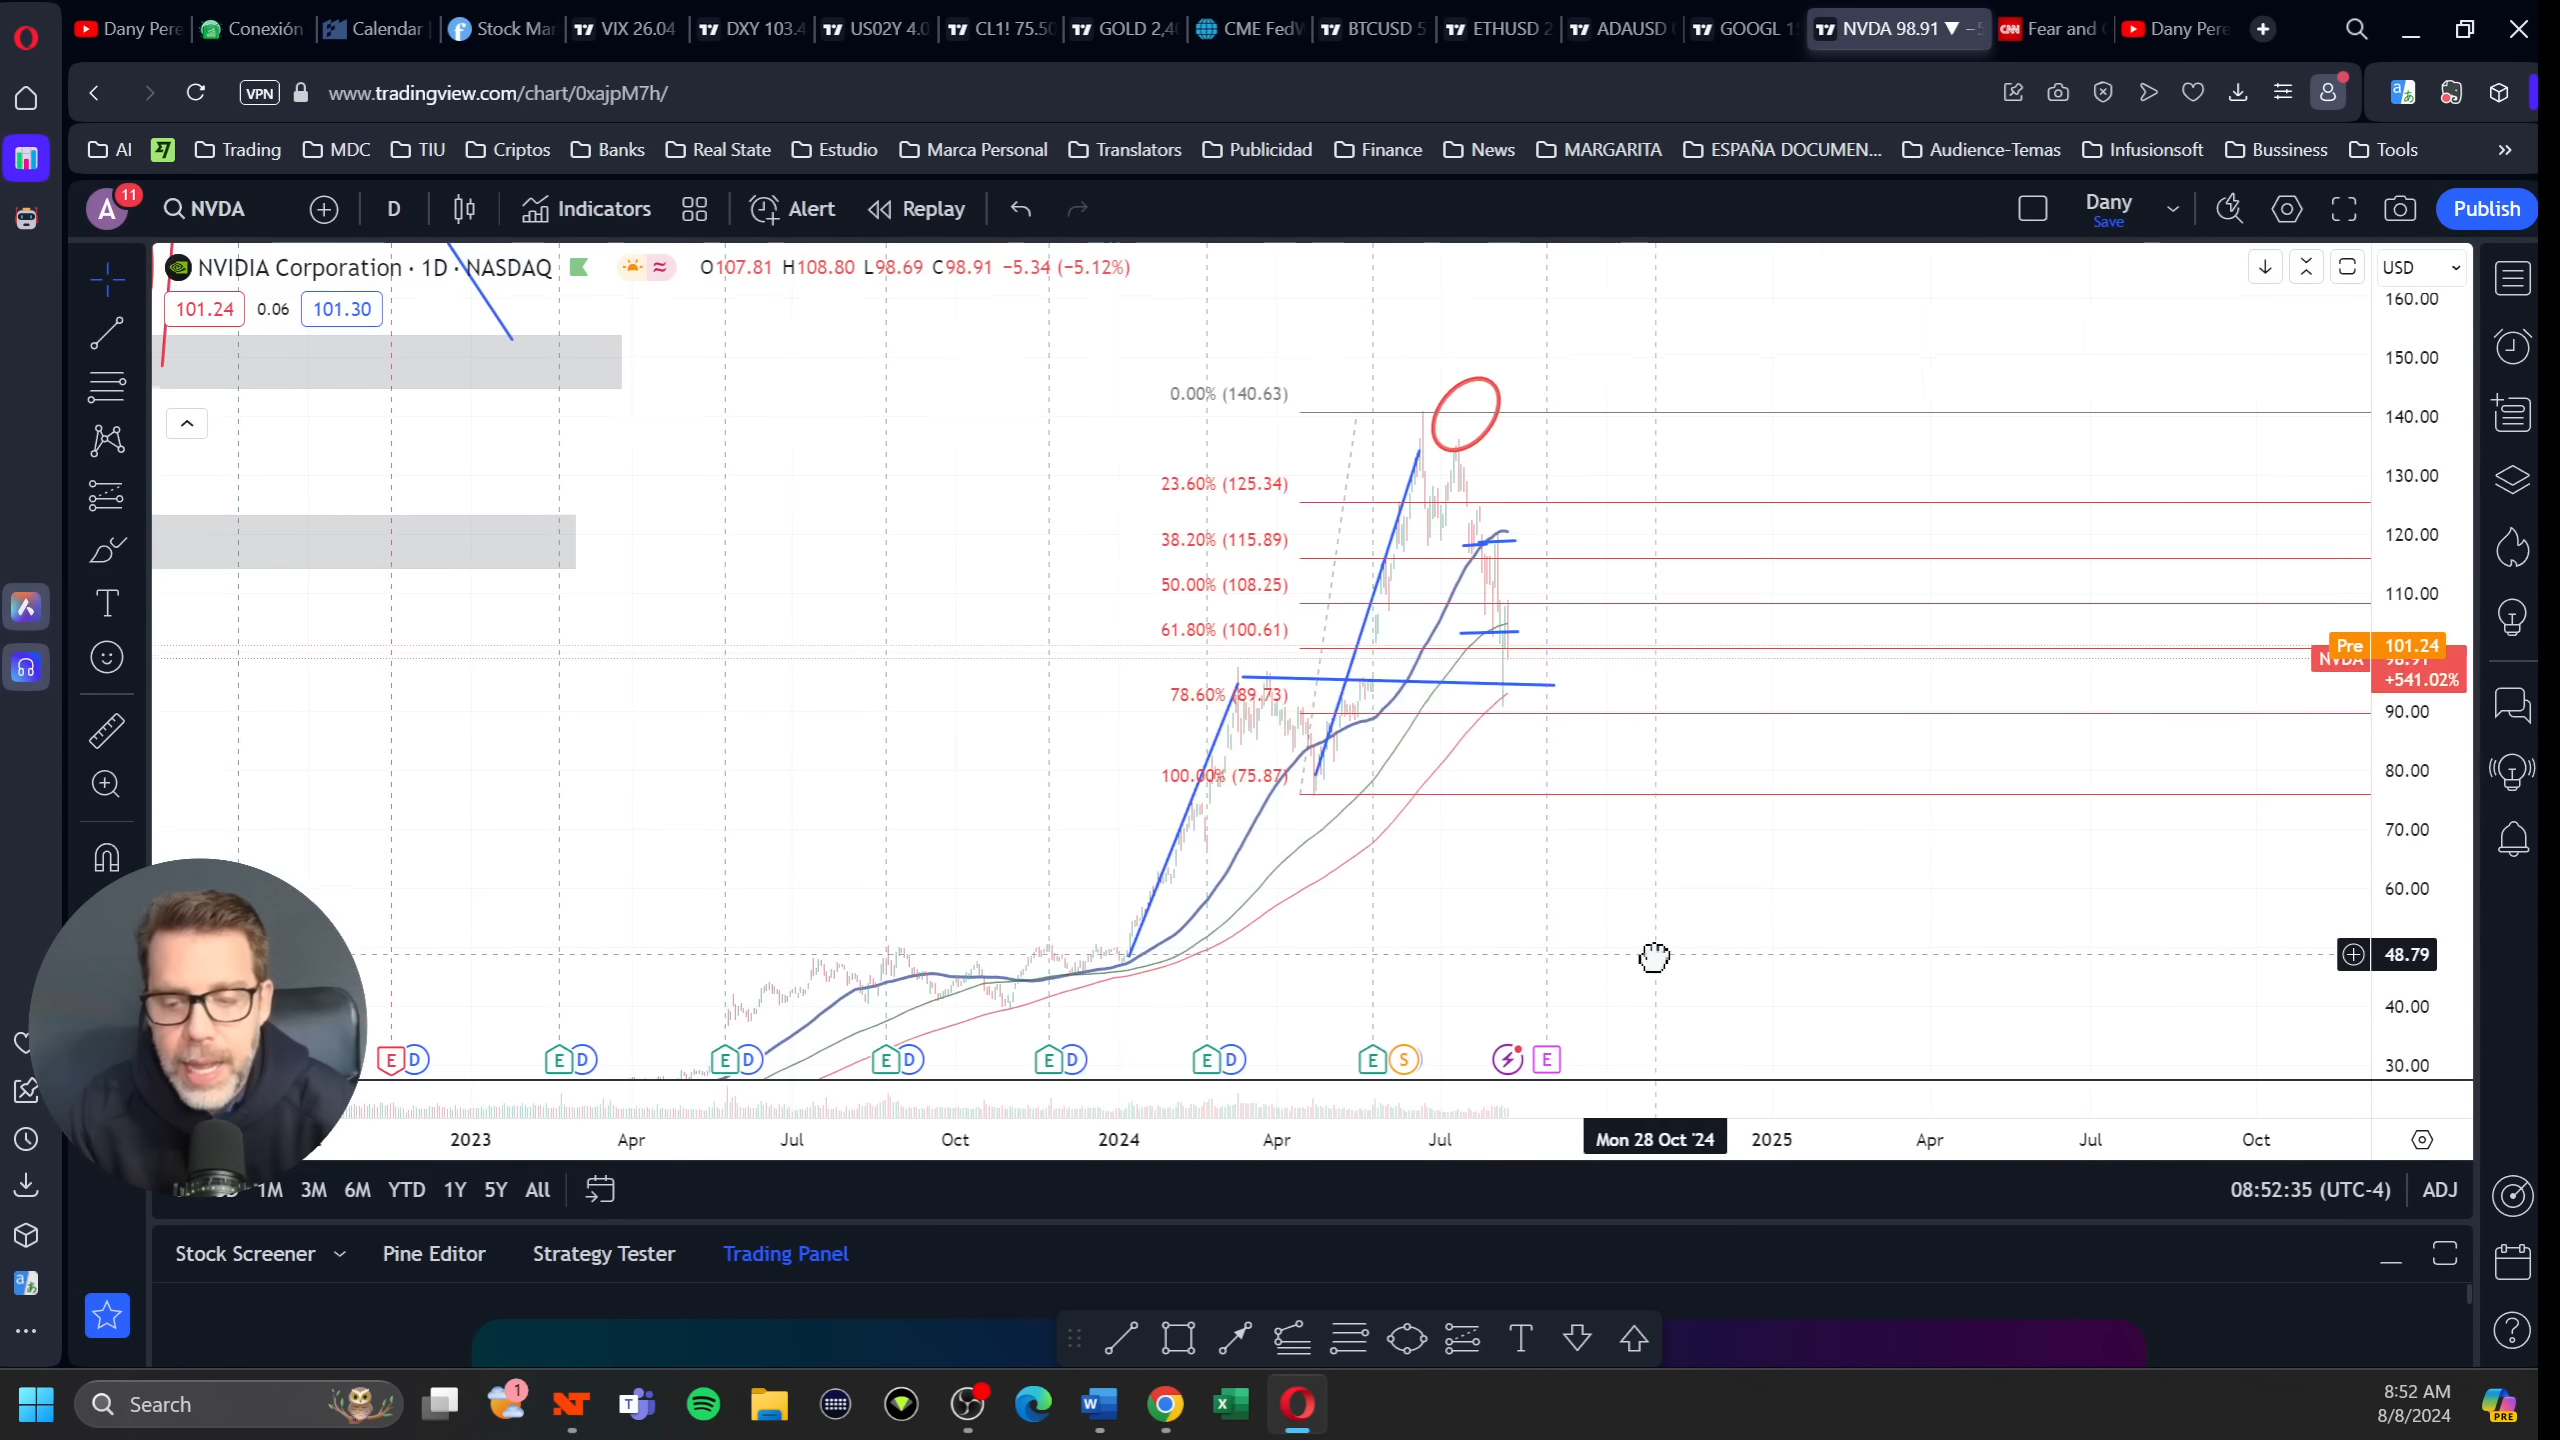 Dany Pere
Conexión
Calendar
Stock Mar
VIX 26.04
DXY 103.4
US02Y 4.0
CL1! 75.50
GOLD 2,4
CME FedW
BTCUSD 5
ETHUSD 2
ADAUSD
GOOGL 1
NVDA 98.91 ▼ −5
CNN Fear and
Dany Pere
VPN www.tradingview.com/chart/0xajpM7h/
AI Trading MDC TIU Criptos Banks Real State Estudio Marca Personal Translators Publicidad Finance News MARGARITA ESPAÑA DOCUMEN... Audience-Temas Infusionsoft Bussiness Tools »
A 11 NVDA D Indicators Alert Replay Dany Save Publish
NVIDIA Corporation · 1D · NASDAQ O107.81 H108.80 L98.69 C98.91 −5.34 (−5.12%) USD
101.24 0.06 101.30
160.00
150.00
0.00% (140.63)
140.00
23.60% (125.34)
130.00
38.20% (115.89)
120.00
50.00% (108.25)
110.00
61.80% (100.61)
Pre 101.24
NVDA 98.91
+541.02%
78.60% (89.73)
90.00
100.00% (75.87)
80.00
70.00
60.00
48.79
40.00
E D E D E D E D E D E D E S E
30.00
2023 Apr Jul Oct 2024 Apr Jul Mon 28 Oct '24 2025 Apr Jul Oct
1M 3M 6M YTD 1Y 5Y All 08:52:35 (UTC-4) ADJ
Stock Screener Pine Editor Strategy Tester Trading Panel
Search 1 8:52 AM
8/8/2024
PRE